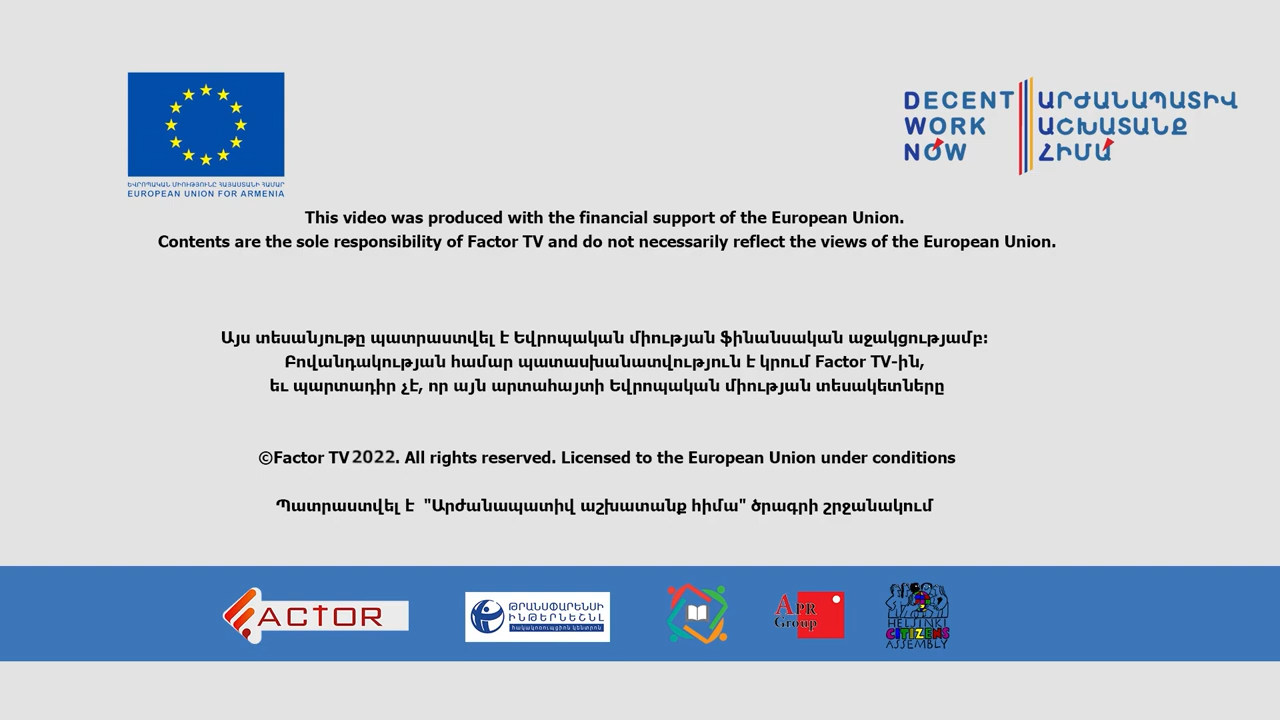 ԵՎՐՈՊԱԿԱՆ ՄԻՈՒԹՅՈՒՆԸ ՀԱՅԱՍՏԱՆԻ ՀԱՄԱՐ
EUROPEAN UNION FOR ARMENIA
DECENT
WORK
NOW
ԱՐԺԱՆԱՊԱՏԻՎ
ԱՇԽԱՏԱՆՔ
ՀԻՄԱ
This video was produced with the financial support of the European Union.
Contents are the sole responsibility of Factor TV and do not necessarily reflect the views of the European Union.
Այս տեսանյութը պատրաստվել է Եվրոպական միության ֆինանսական աջակցությամբ:
Բովանդակության համար պատասխանատվություն է կրում Factor TV-ին,
եւ պարտադիր չէ, որ այն արտահայտի Եվրոպական միության տեսակետները
©Factor TV 2022. All rights reserved. Licensed to the European Union under conditions
Պատրաստվել է "Արժանապատիվ աշխատանք հիմա" ծրագրի շրջանակում
FACTOR
ԹՐԱՆՍՓԱՐԵՆՍԻ
ԻՆԹԵՐՆԵՇՆԼ
հակակոռուպցիոն կենտրոն
APR
Group
HELSINKI
CITIZENS
ASSEMBLY